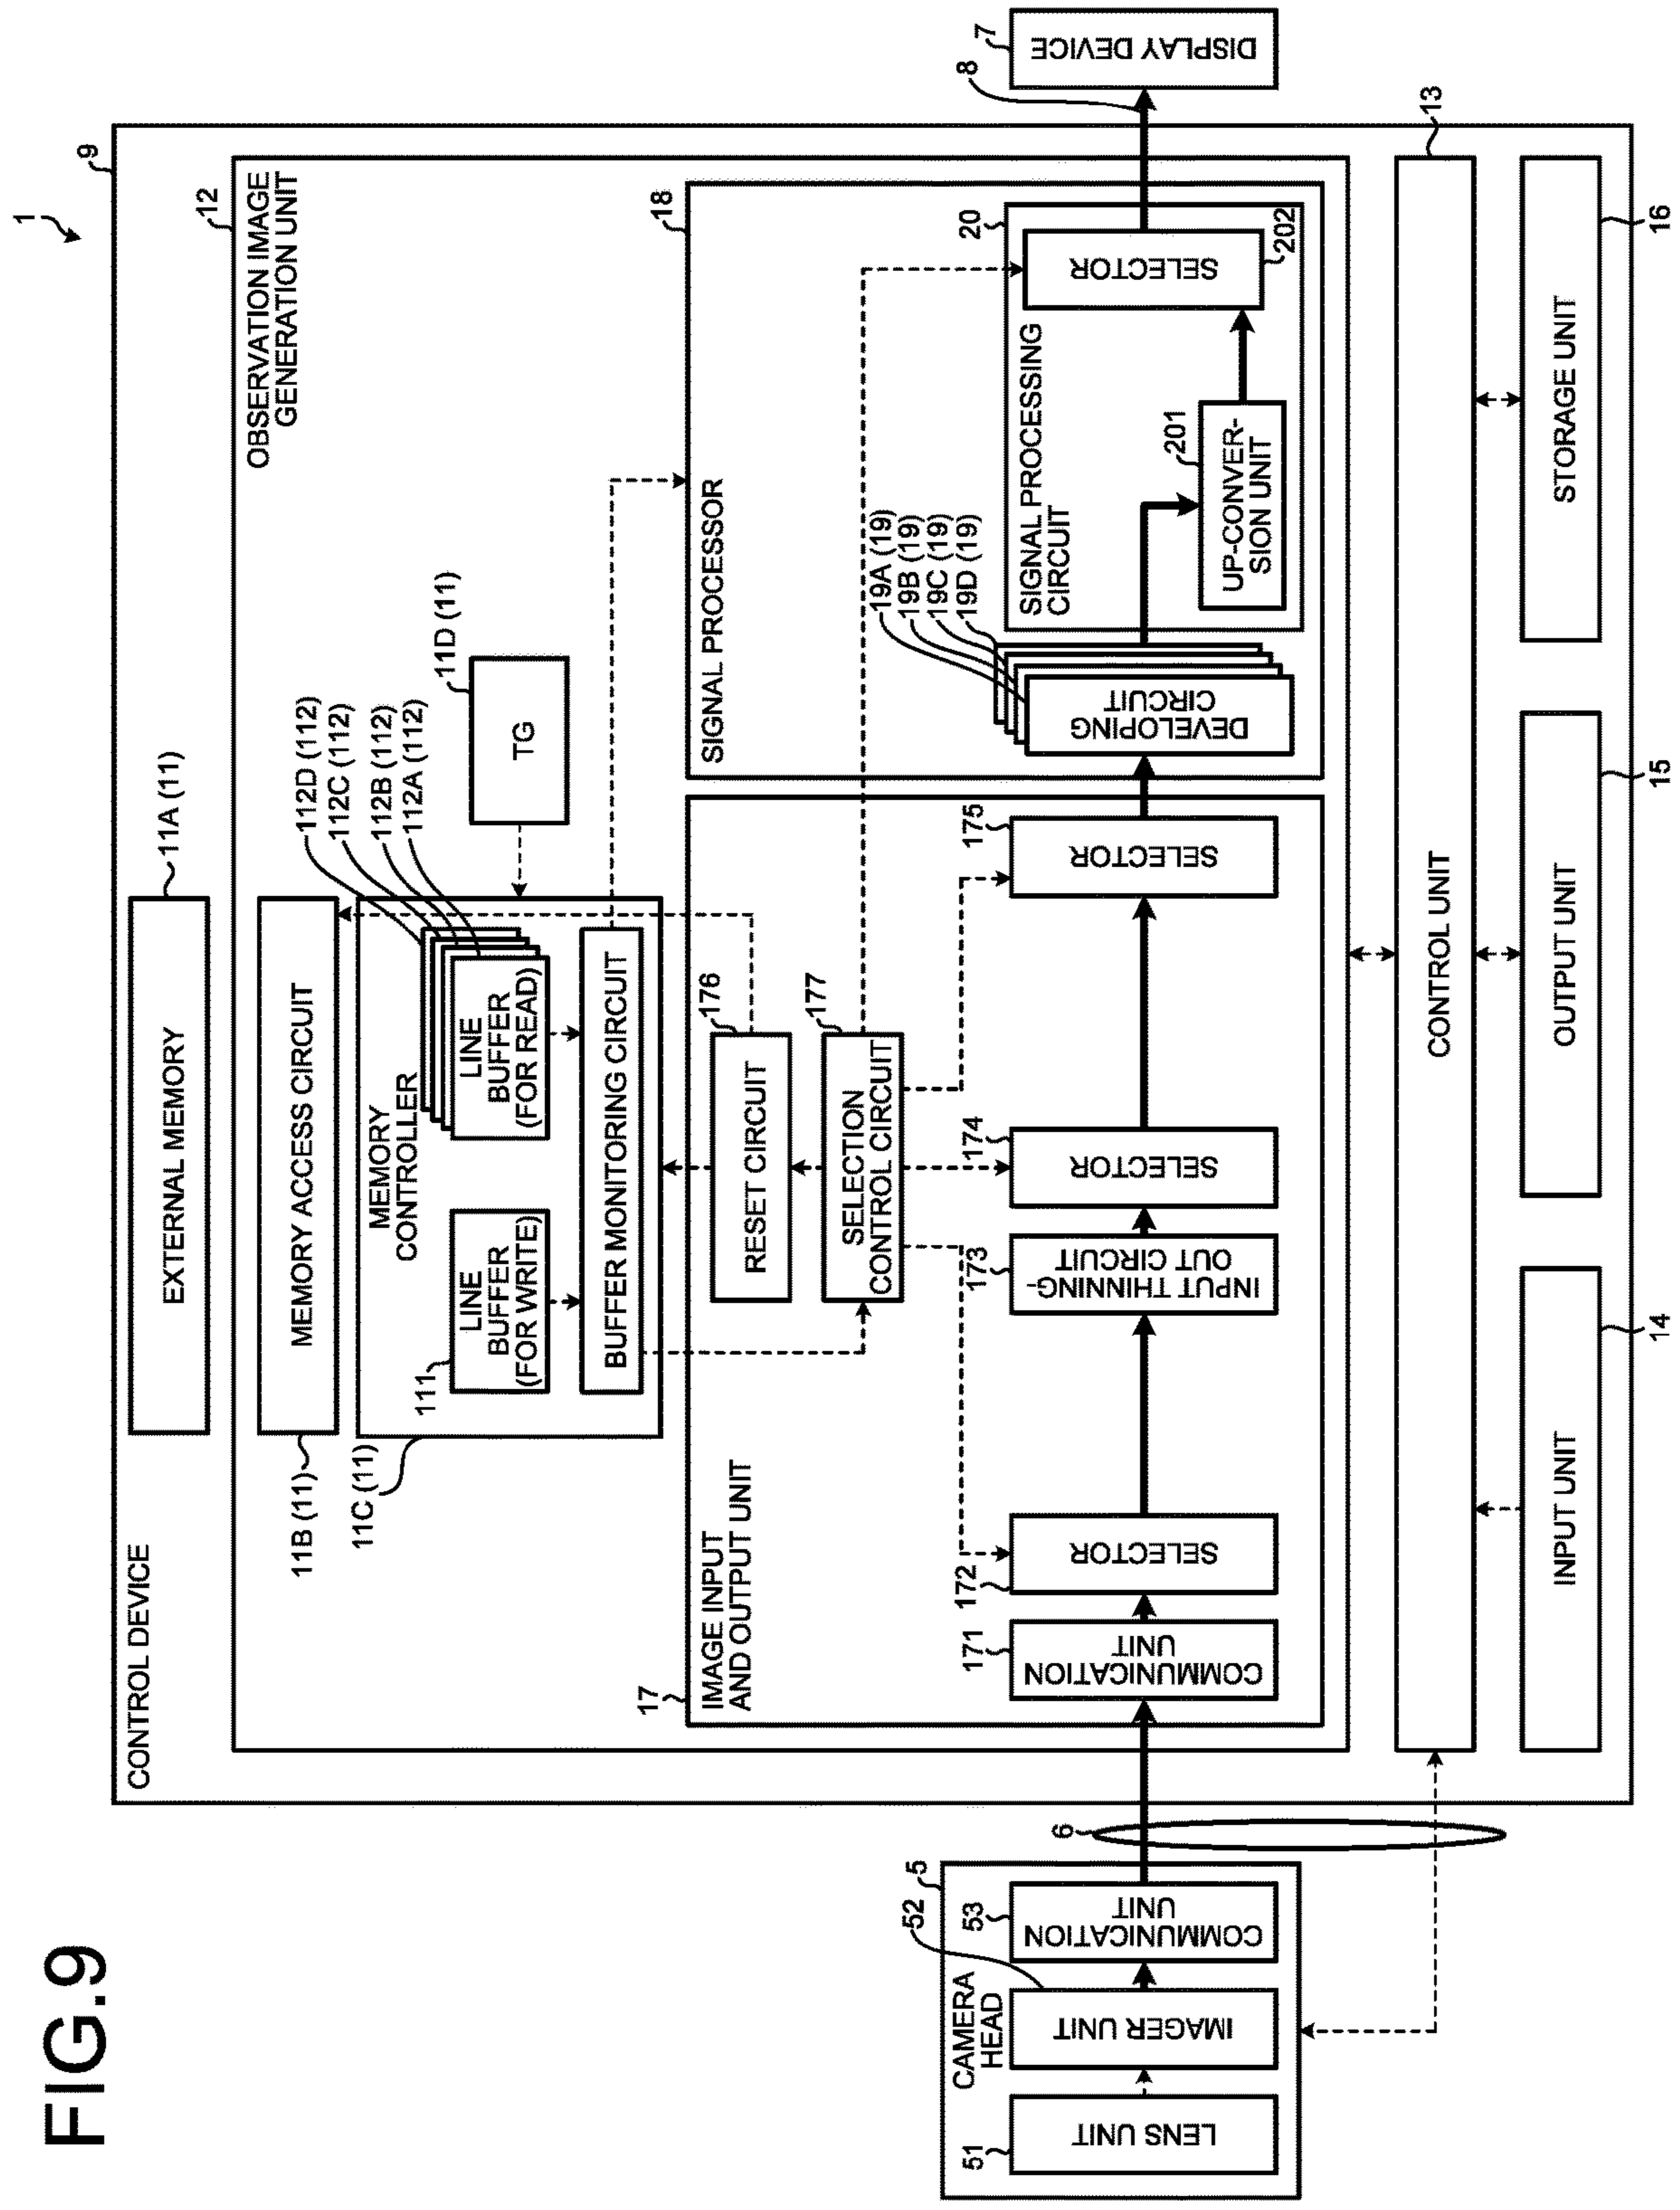 FIG.9
1
9
CONTROL DEVICE
EXTERNAL MEMORY
11A (11)
12
OBSERVATION IMAGE
GENERATION UNIT
11B (11)
MEMORY ACCESS CIRCUIT
11C (11)
MEMORY
CONTROLLER
111
LINE
BUFFER
(FOR WRITE)
LINE
BUFFER
(FOR READ)
112D (112)
112C (112)
112B (112)
112A (112)
BUFFER MONITORING CIRCUIT
11D (11)
TG
17
IMAGE INPUT
AND OUTPUT UNIT
RESET CIRCUIT
176
SELECTION
CONTROL CIRCUIT
177
171
COMMUNICATION
UNIT
172
SELECTOR
173
INPUT THINNING-
OUT CIRCUIT
174
SELECTOR
175
SELECTOR
18
SIGNAL PROCESSOR
19A (19)
19B (19)
19C (19)
19D (19)
DEVELOPING
CIRCUIT
20
SIGNAL PROCESSING
CIRCUIT
201
UP-CONVER-
SION UNIT
SELECTOR
202
8
7
DISPLAY DEVICE
5
CAMERA
HEAD
51
LENS UNIT
52
IMAGER UNIT
53
COMMUNICATION
UNIT
6
CONTROL UNIT
13
INPUT UNIT
14
OUTPUT UNIT
15
STORAGE UNIT
16